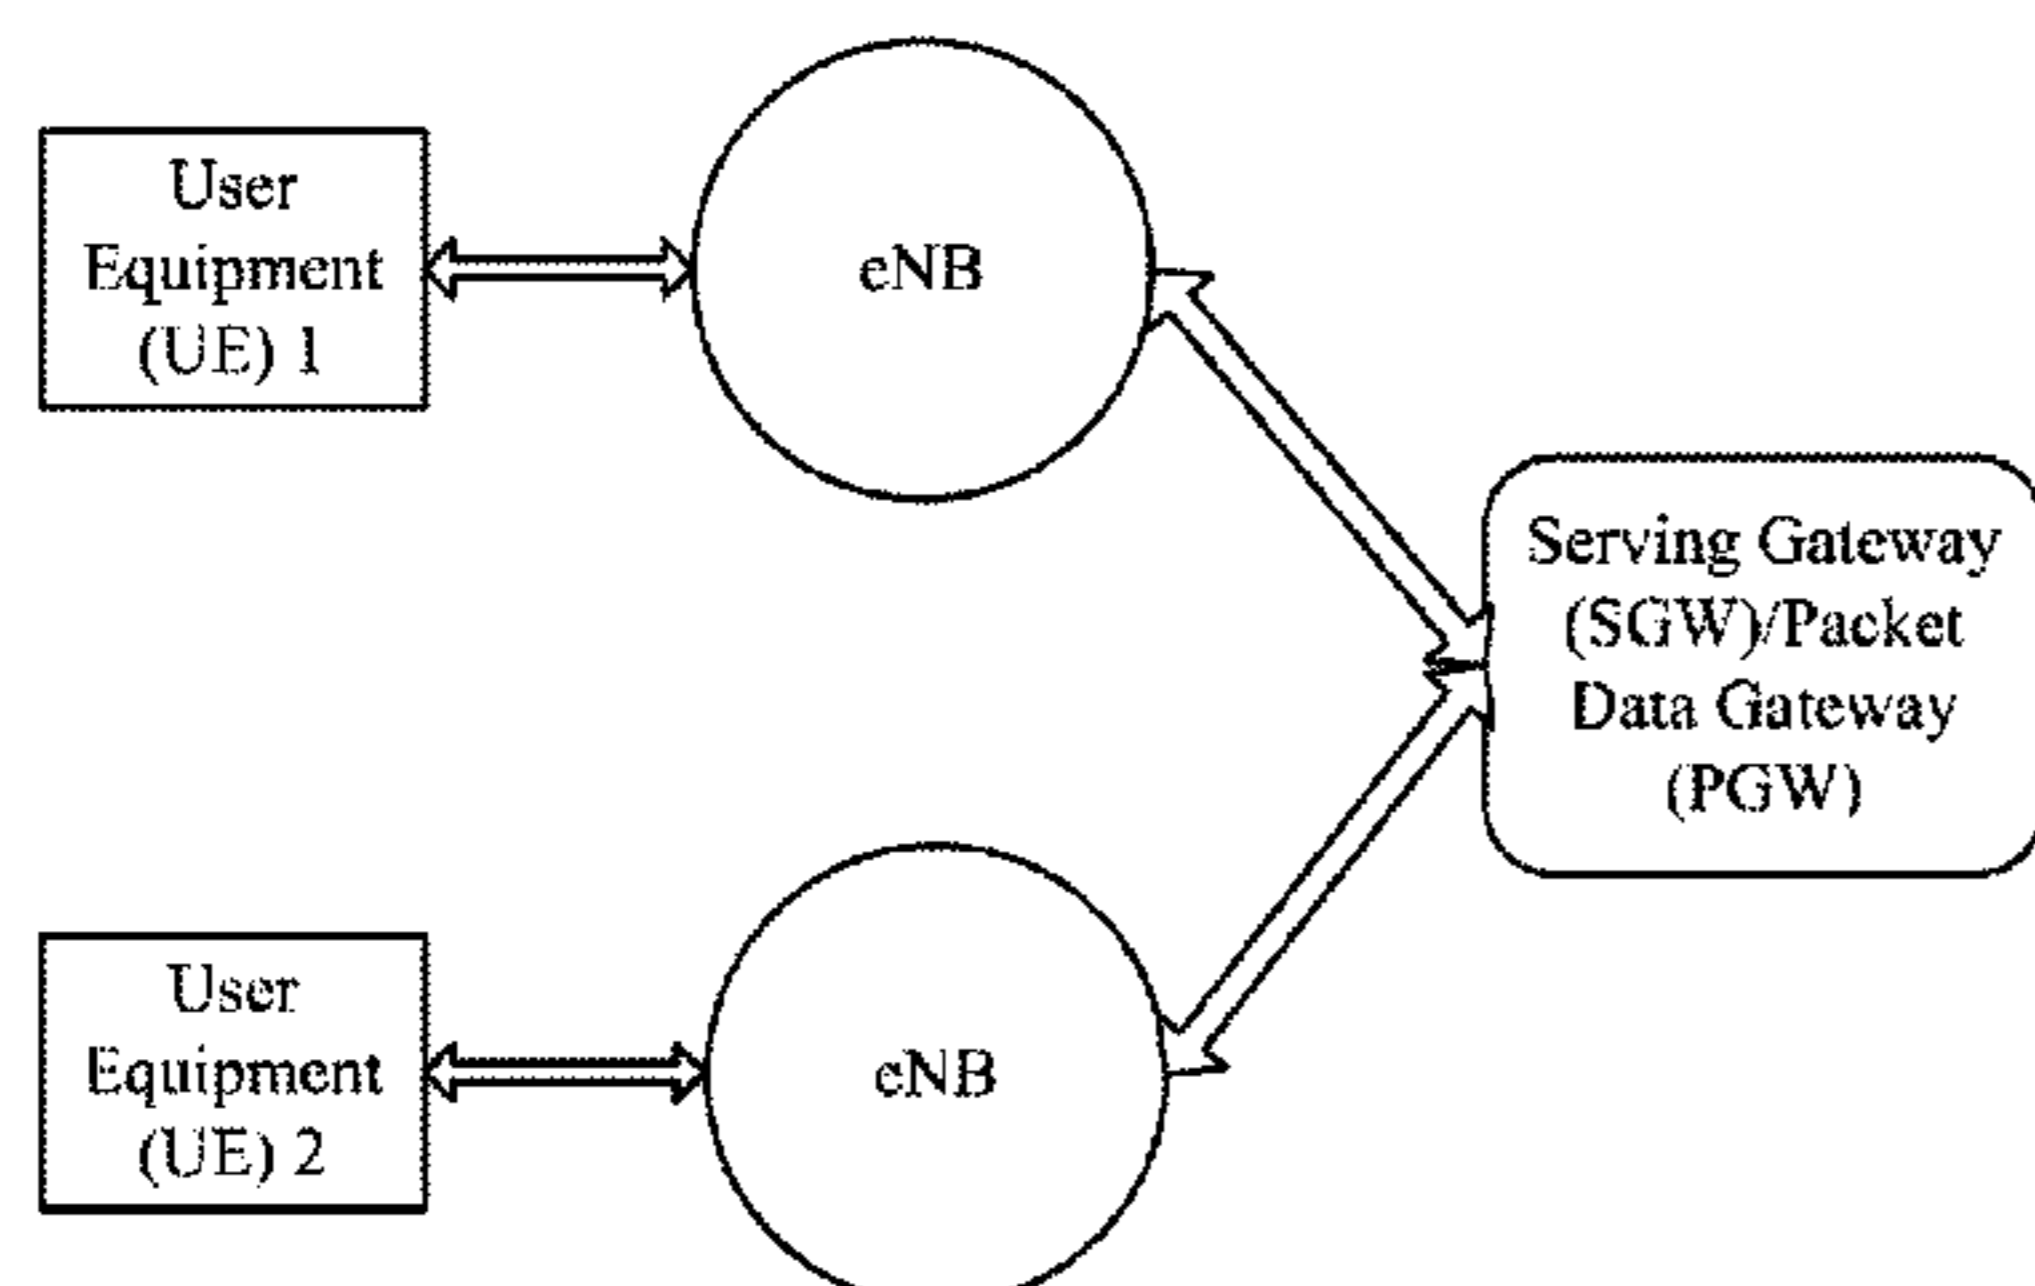 User
Equipment
(UE) 1
eNB
Serving Gateway
(SGW)/Packet
Data Gateway
(PGW)
User
Equipment
(UE) 2
eNB